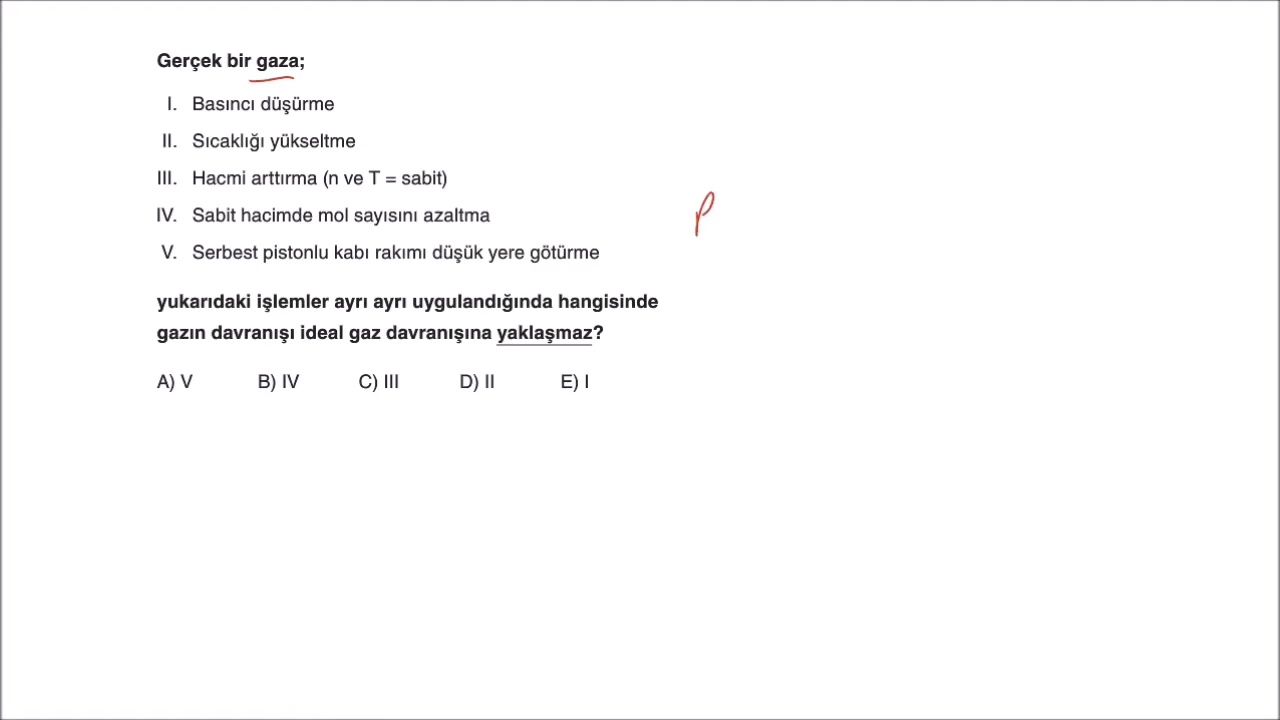 Gerçek bir gaza;
I. Basıncı düşürme
II. Sıcaklığı yükseltme
III. Hacmi arttırma (n ve T = sabit)
IV. Sabit hacimde mol sayısını azaltma
P
V. Serbest pistonlu kabı rakımı düşük yere götürme
yukarıdaki işlemler ayrı ayrı uygulandığında hangisinde
gazın davranışı ideal gaz davranışına yaklaşmaz?
A) V B) IV C) III D) II E) I